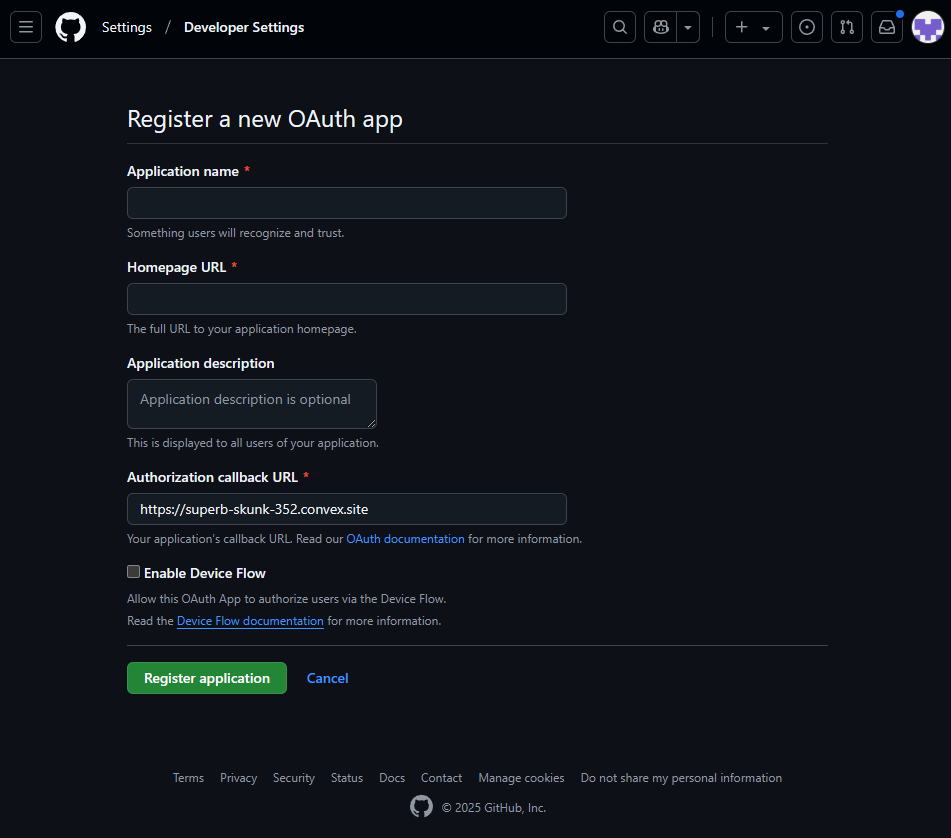 Settings / Developer Settings
Register a new OAuth app
Application name *
Something users will recognize and trust.
Homepage URL *
The full URL to your application homepage.
Application description
Application description is optional
This is displayed to all users of your application.
Authorization callback URL *
https://superb-skunk-352.convex.site
Your application's callback URL. Read our OAuth documentation for more information.
Enable Device Flow
Allow this OAuth App to authorize users via the Device Flow.
Read the Device Flow documentation for more information.
Register application Cancel
Terms Privacy Security Status Docs Contact Manage cookies Do not share my personal information
© 2025 GitHub, Inc.